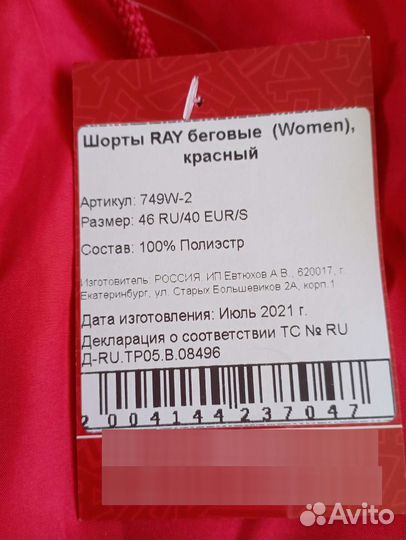 Шорты RAY беговые (Women),
красный
Артикул: 749W-2
Размер: 46 RU/40 EUR/S
Состав: 100% Полиэстр
Изготовитель: РОССИЯ. ИП Евтюхов А.В., 620017, г.
Екатеринбург, ул. Старых Большевиков 2А, корп.1
Дата изготовления: Июль 2021 г.
Декларация о соответствии ТС № RU
Д-RU.ТР05.В.08496
2004144237047
Avito